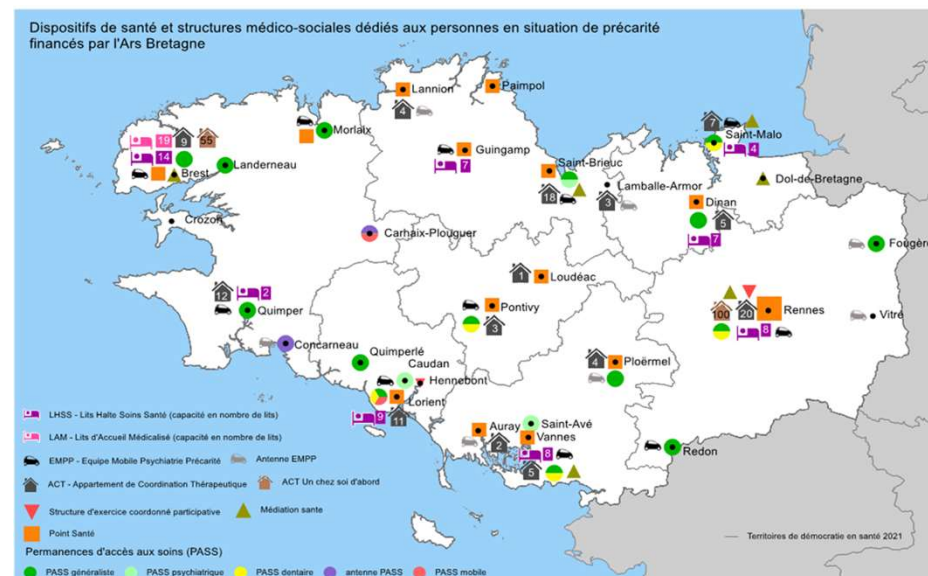 Dispositifs de santé et structures médico-sociales dédiés aux personnes en situation de précarité
financés par l'Ars Bretagne
Lannion
4
Paimpol
Morlaix
19
9
55
14
Brest
Landerneau
Guingamp
7
Saint-Brieuc
18
Lamballe-Armor
3
7
Saint-Malo
4
Dol-de-Bretagne
Dinan
5
7
Crozon
Carhaix-Plouguer
Fougère
1
Loudéac
12
2
Quimper
Pontivy
3
100
20
Rennes
8
Vitré
Concarneau
Quimperlé
Caudan
Hennebont
Lorient
9
11
4
Ploërmel
Auray
2
Saint-Avé
Vannes
8
5
Redon
LHSS - Lits Halte Soins Santé (capacité en nombre de lits)
LAM - Lits d'Accueil Médicalisé (capacité en nombre de lits)
EMPP - Equipe Mobile Psychiatrie Précarité
Antenne EMPP
ACT - Appartement de Coordination Thérapeutique
ACT Un chez soi d'abord
Structure d'exercice coordonné participative
Médiation sante
Point Santé
Permanences d'accès aux soins (PASS)
PASS généraliste
PASS psychiatrique
PASS dentaire
antenne PASS
PASS mobile
Territoires de démocratie en santé 2021